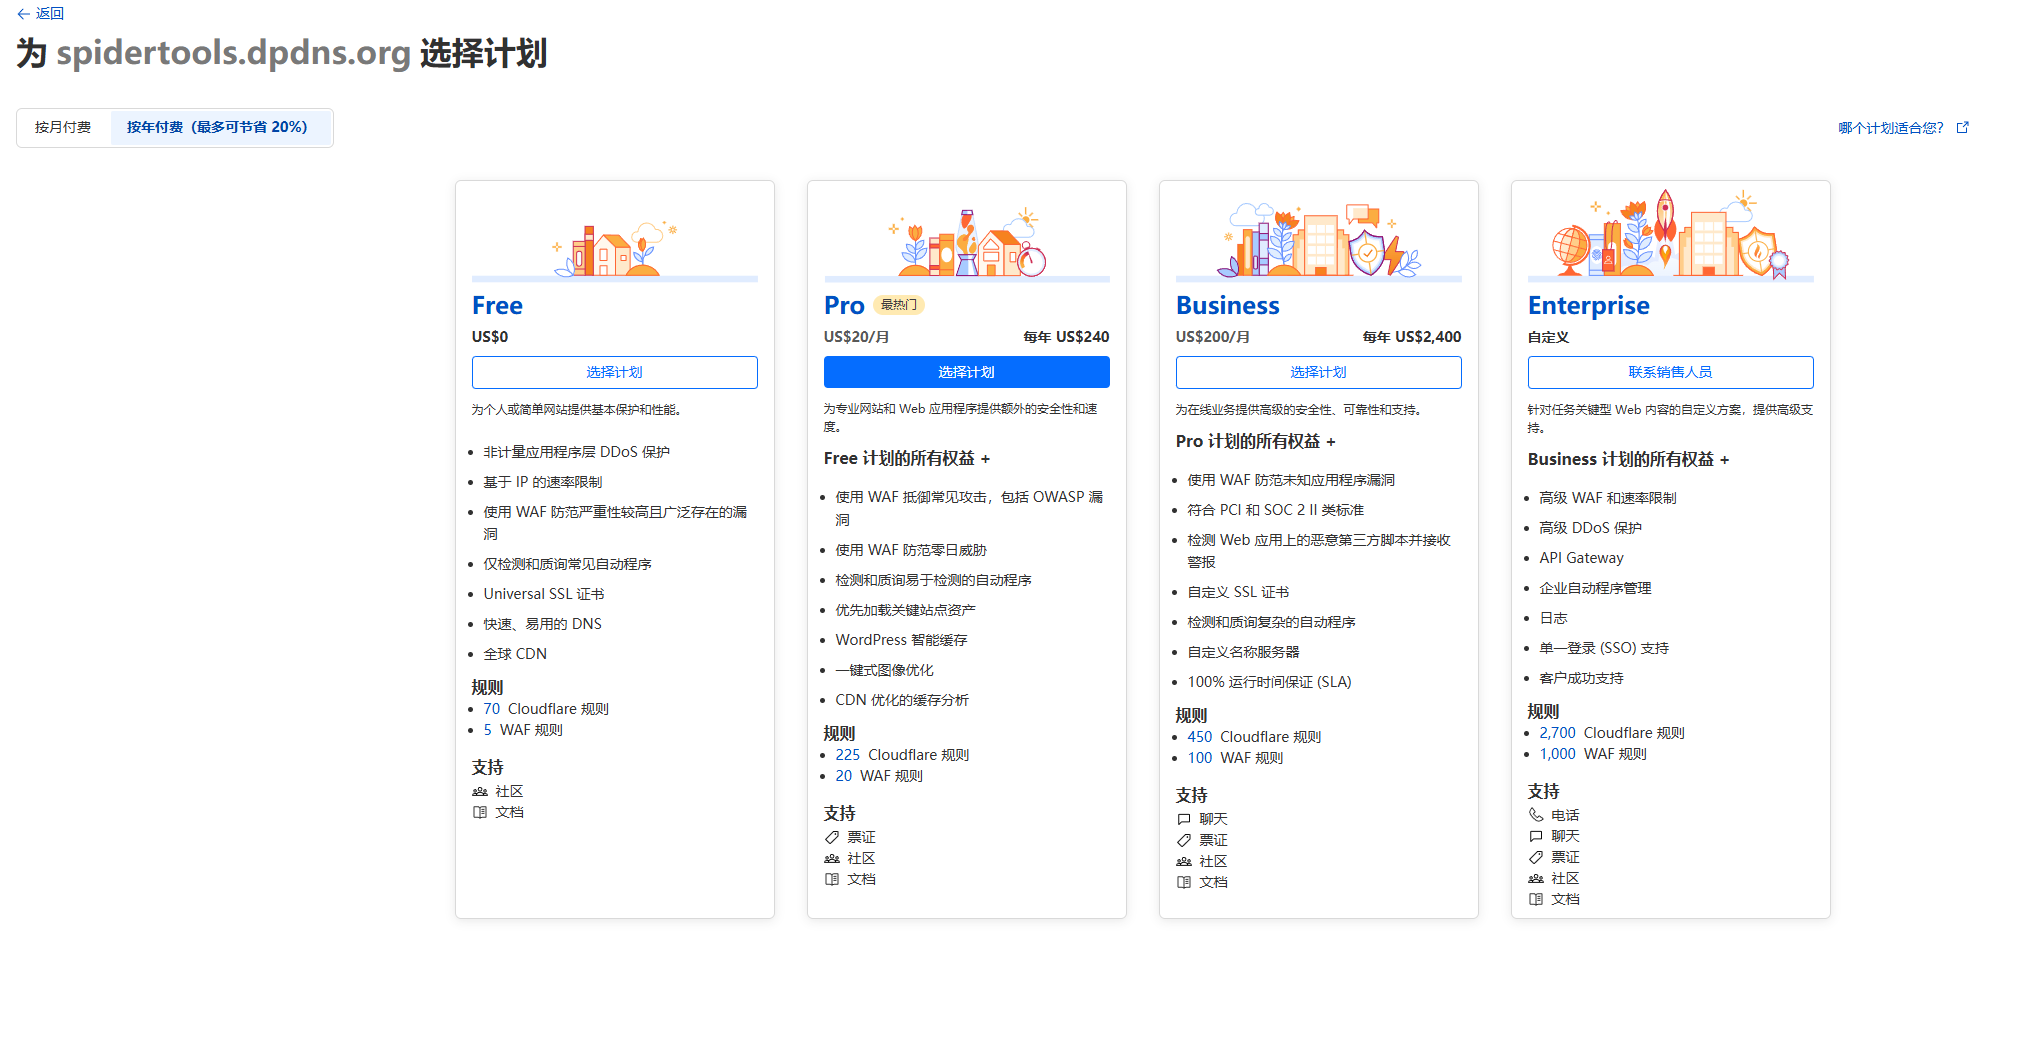 返回
为 spidertools.dpdns.org 选择计划
按月付费
按年付费（最多可节省 20%）
哪个计划适合您？
Free
US$0
选择计划
为个人或简单网站提供基本保护和性能。
非计量应用程序层 DDoS 保护
基于 IP 的速率限制
使用 WAF 防范严重性较高且广泛存在的漏
洞
仅检测和质询常见自动程序
Universal SSL 证书
快速、易用的 DNS
全球 CDN
规则
70 Cloudflare 规则
5 WAF 规则
支持
社区
文档
Pro 最热门
US$20/月 每年 US$240
选择计划
为专业网站和 Web 应用程序提供额外的安全性和速
度。
Free 计划的所有权益 +
使用 WAF 抵御常见攻击，包括 OWASP 漏
洞
使用 WAF 防范零日威胁
检测和质询易于检测的自动程序
优先加载关键站点资产
WordPress 智能缓存
一键式图像优化
CDN 优化的缓存分析
规则
225 Cloudflare 规则
20 WAF 规则
支持
票证
社区
文档
Business
US$200/月 每年 US$2,400
选择计划
为在线业务提供高级的安全性、可靠性和支持。
Pro 计划的所有权益 +
使用 WAF 防范未知应用程序漏洞
符合 PCI 和 SOC 2 II 类标准
检测 Web 应用上的恶意第三方脚本并接收
警报
自定义 SSL 证书
检测和质询复杂的自动程序
自定义名称服务器
100% 运行时间保证 (SLA)
规则
450 Cloudflare 规则
100 WAF 规则
支持
聊天
票证
社区
文档
Enterprise
自定义
联系销售人员
针对任务关键型 Web 内容的自定义方案，提供高级支
持。
Business 计划的所有权益 +
高级 WAF 和速率限制
高级 DDoS 保护
API Gateway
企业自动程序管理
日志
单一登录 (SSO) 支持
客户成功支持
规则
2,700 Cloudflare 规则
1,000 WAF 规则
支持
电话
聊天
票证
社区
文档